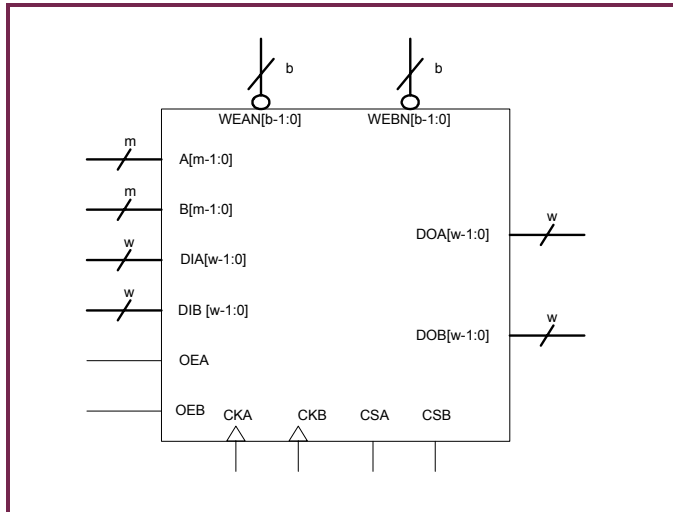 b
b
WEAN[b-1:0]
WEBN[b-1:0]
m
A[m-1:0]
m
B[m-1:0]
w
DIA[w-1:0]
w
DIB [w-1:0]
OEA
OEB
w
DOA[w-1:0]
w
DOB[w-1:0]
CKA
CKB
CSA
CSB